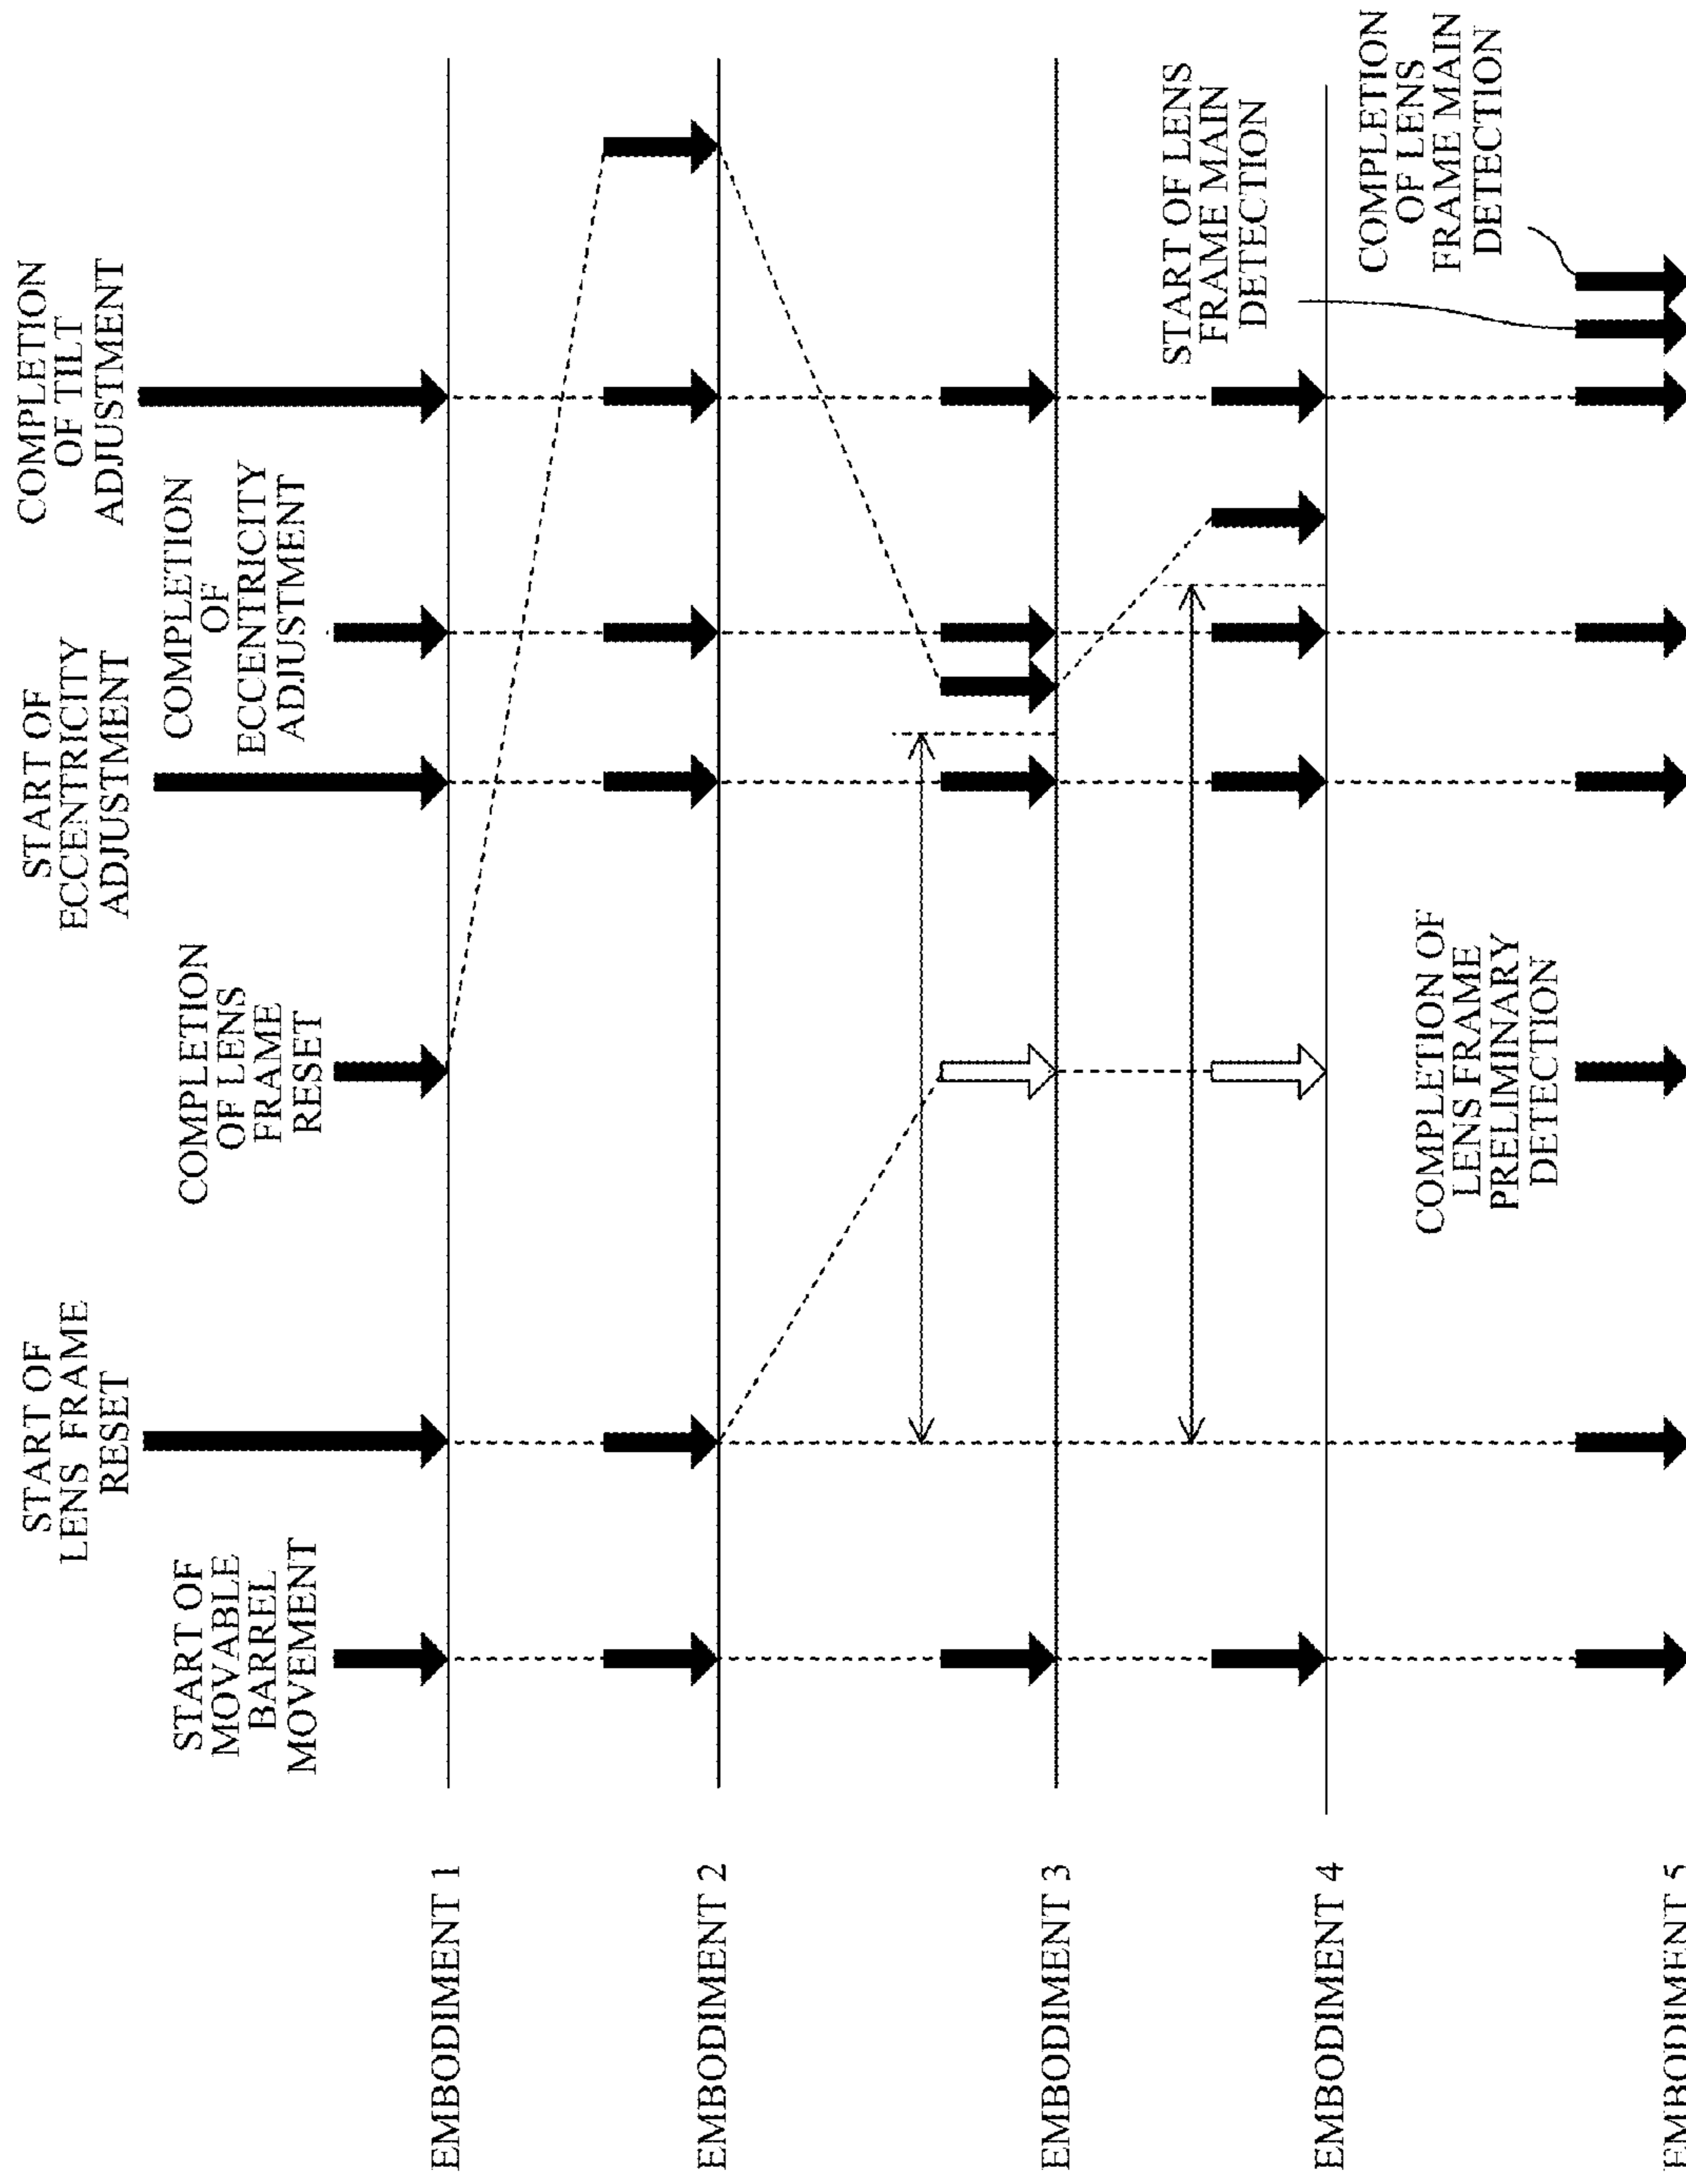 START OF
MOVABLE
BARREL
MOVEMENT
START OF
LENS FRAME
RESET
COMPLETION
OF LENS
FRAME
RESET
START OF
ECCENTRICITY
ADJUSTMENT
COMPLETION
OF
ECCENTRICITY
ADJUSTMENT
COMPLETION
OF TILT
ADJUSTMENT
EMBODIMENT 1
EMBODIMENT 2
EMBODIMENT 3
EMBODIMENT 4
START OF LENS
FRAME MAIN
DETECTION
COMPLETION
OF LENS
FRAME MAIN
DETECTION
COMPLETION OF
LENS FRAME
PRELIMINARY
DETECTION
EMBODIMENT 5